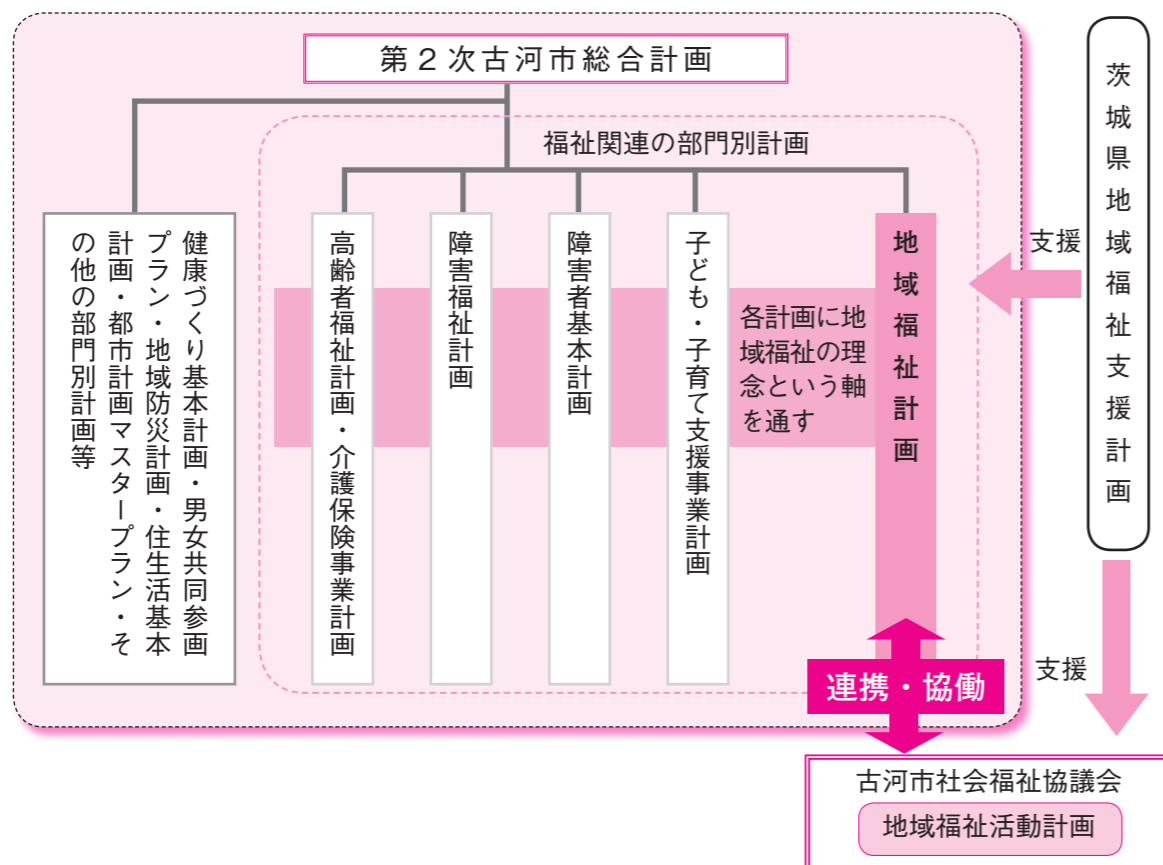 第２次古河市総合計画
福祉関連の部門別計画
健康づくり基本計画・男女共同参画
プラン・地域防災計画・住生活基本
計画・都市計画マスタープラン・そ
の他の部門別計画等
高齢者福祉計画・介護保険事業計画
障害福祉計画
障害者基本計画
子ども・子育て支援事業計画
各計画に地
域福祉の理
念という軸
を通す
地域福祉計画
支援
茨城県地域福祉支援計画
連携・協働
支援
古河市社会福祉協議会
地域福祉活動計画